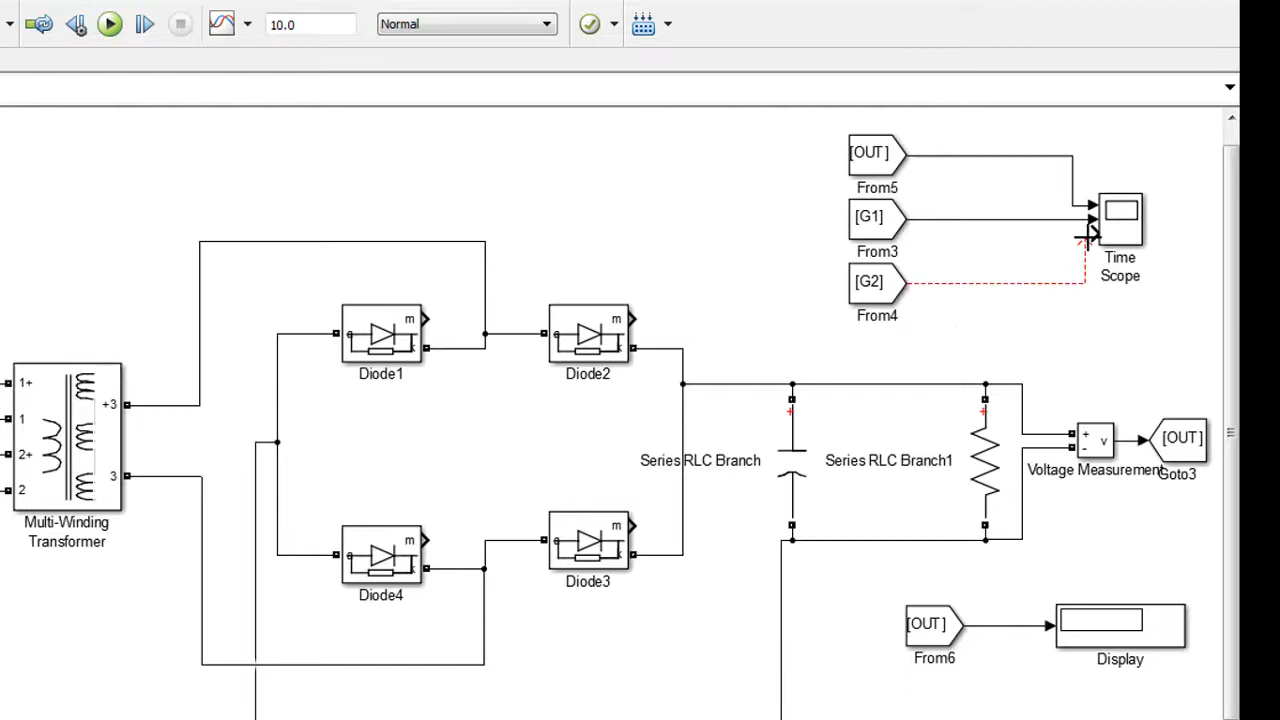 10.0
Normal
[OUT]
From5
[G1]
From3
[G2]
From4
Time
Scope
m
a
k
Diode1
m
a
k
Diode2
1+
1
2+
2
+3
3
Multi-Winding
Transformer
+
Series RLC Branch
+
Series RLC Branch1
+
-
v
Voltage Measurement
[OUT]
Goto3
m
a
k
Diode4
m
a
k
Diode3
[OUT]
From6
Display